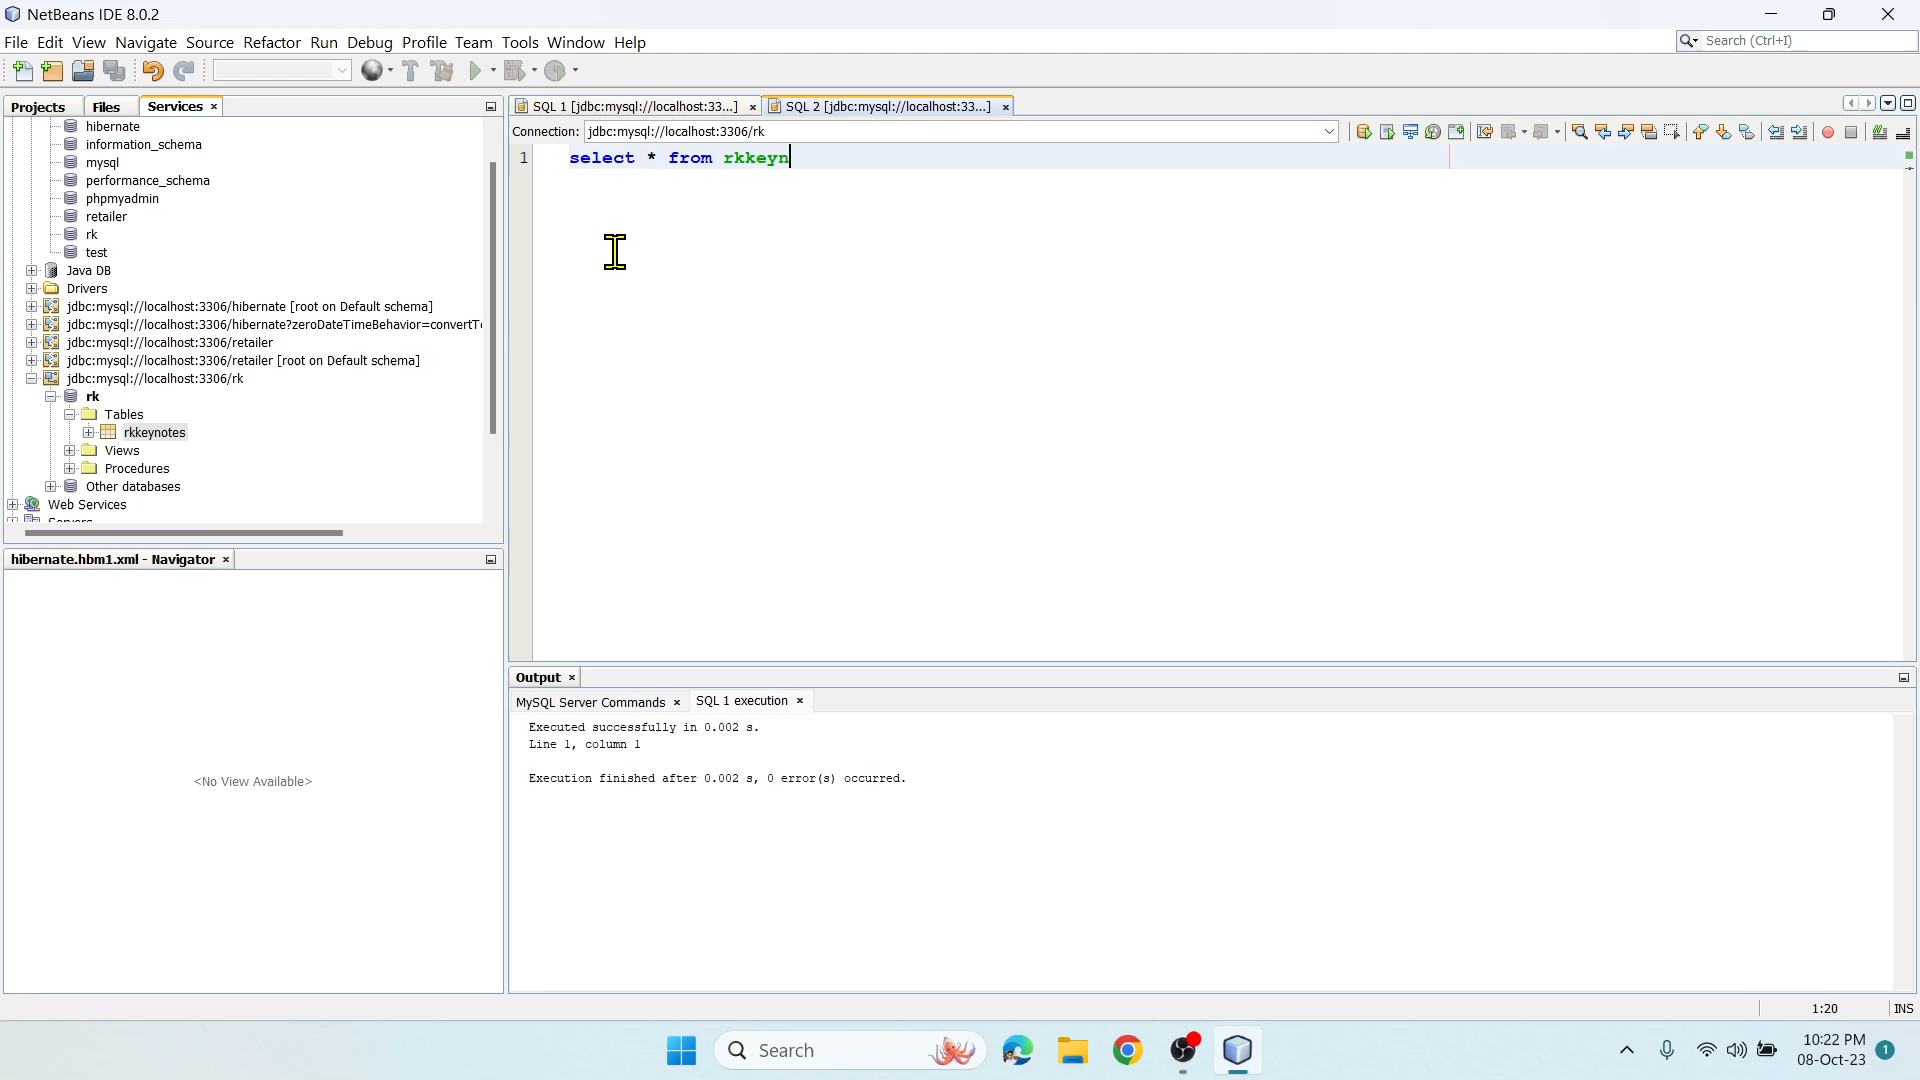 NetBeans IDE 8.0.2
File Edit View Navigate Source Refactor Run Debug Profile Team Tools Window Help
Search (Ctrl+I)
Projects Files Services
hibernate
information_schema
mysql
performance_schema
phpmyadmin
retailer
rk
test
Java DB
Drivers
jdbc:mysql://localhost:3306/hibernate [root on Default schema]
jdbc:mysql://localhost:3306/hibernate?zeroDateTimeBehavior=convertT
jdbc:mysql://localhost:3306/retailer
jdbc:mysql://localhost:3306/retailer [root on Default schema]
jdbc:mysql://localhost:3306/rk
rk
Tables
rkkeynotes
Views
Procedures
Other databases
Web Services
Servers
hibernate.hbm1.xml - Navigator
<No View Available>
SQL 1 [jdbc:mysql://localhost:33...] SQL 2 [jdbc:mysql://localhost:33...]
Connection: jdbc:mysql://localhost:3306/rk
1 select * from rkkeyn
Output
MySQL Server Commands SQL 1 execution
Executed successfully in 0.002 s.
Line 1, column 1
Execution finished after 0.002 s, 0 error(s) occurred.
1:20 INS
Search
10:22 PM
08-Oct-23 1